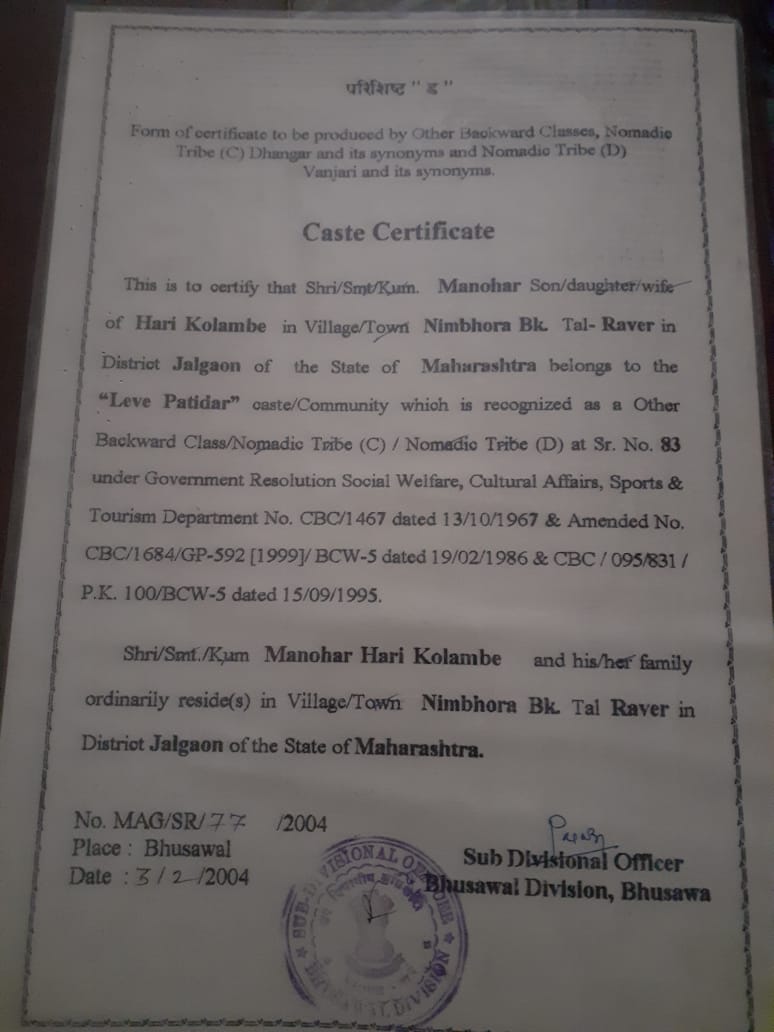 परिशिष्ट " ड "
Form of certificate to be produced by Other Backward Classes, Nomadic
Tribe (C) Dhangar and its synonyms and Nomadic Tribe (D)
Vanjari and its synonyms.
Caste Certificate
This is to certify that Shri/Smt/Kum. Manohar Son/daughter/wife
of Hari Kolambe in Village/Town Nimbhora Bk. Tal- Raver in
District Jalgaon of the State of Maharashtra belongs to the
“Leve Patidar” caste/Community which is recognized as a Other
Backward Class/Nomadic Tribe (C) / Nomadic Tribe (D) at Sr. No. 83
under Government Resolution Social Welfare, Cultural Affairs, Sports &
Tourism Department No. CBC/1467 dated 13/10/1967 & Amended No.
CBC/1684/GP-592 [1999]/ BCW-5 dated 19/02/1986 & CBC / 095/831 /
P.K. 100/BCW-5 dated 15/09/1995.
Shri/Smt./Kum Manohar Hari Kolambe and his/her family
ordinarily reside(s) in Village/Town Nimbhora Bk. Tal Raver in
District Jalgaon of the State of Maharashtra.
No. MAG/SR/77 /2004
Place : Bhusawal
Date : 3/2/2004
Sub Divisional Officer
Bhusawal Division, Bhusawa
SUB-DIVISIONAL OFFICER
BHUSAWAL DIVISION